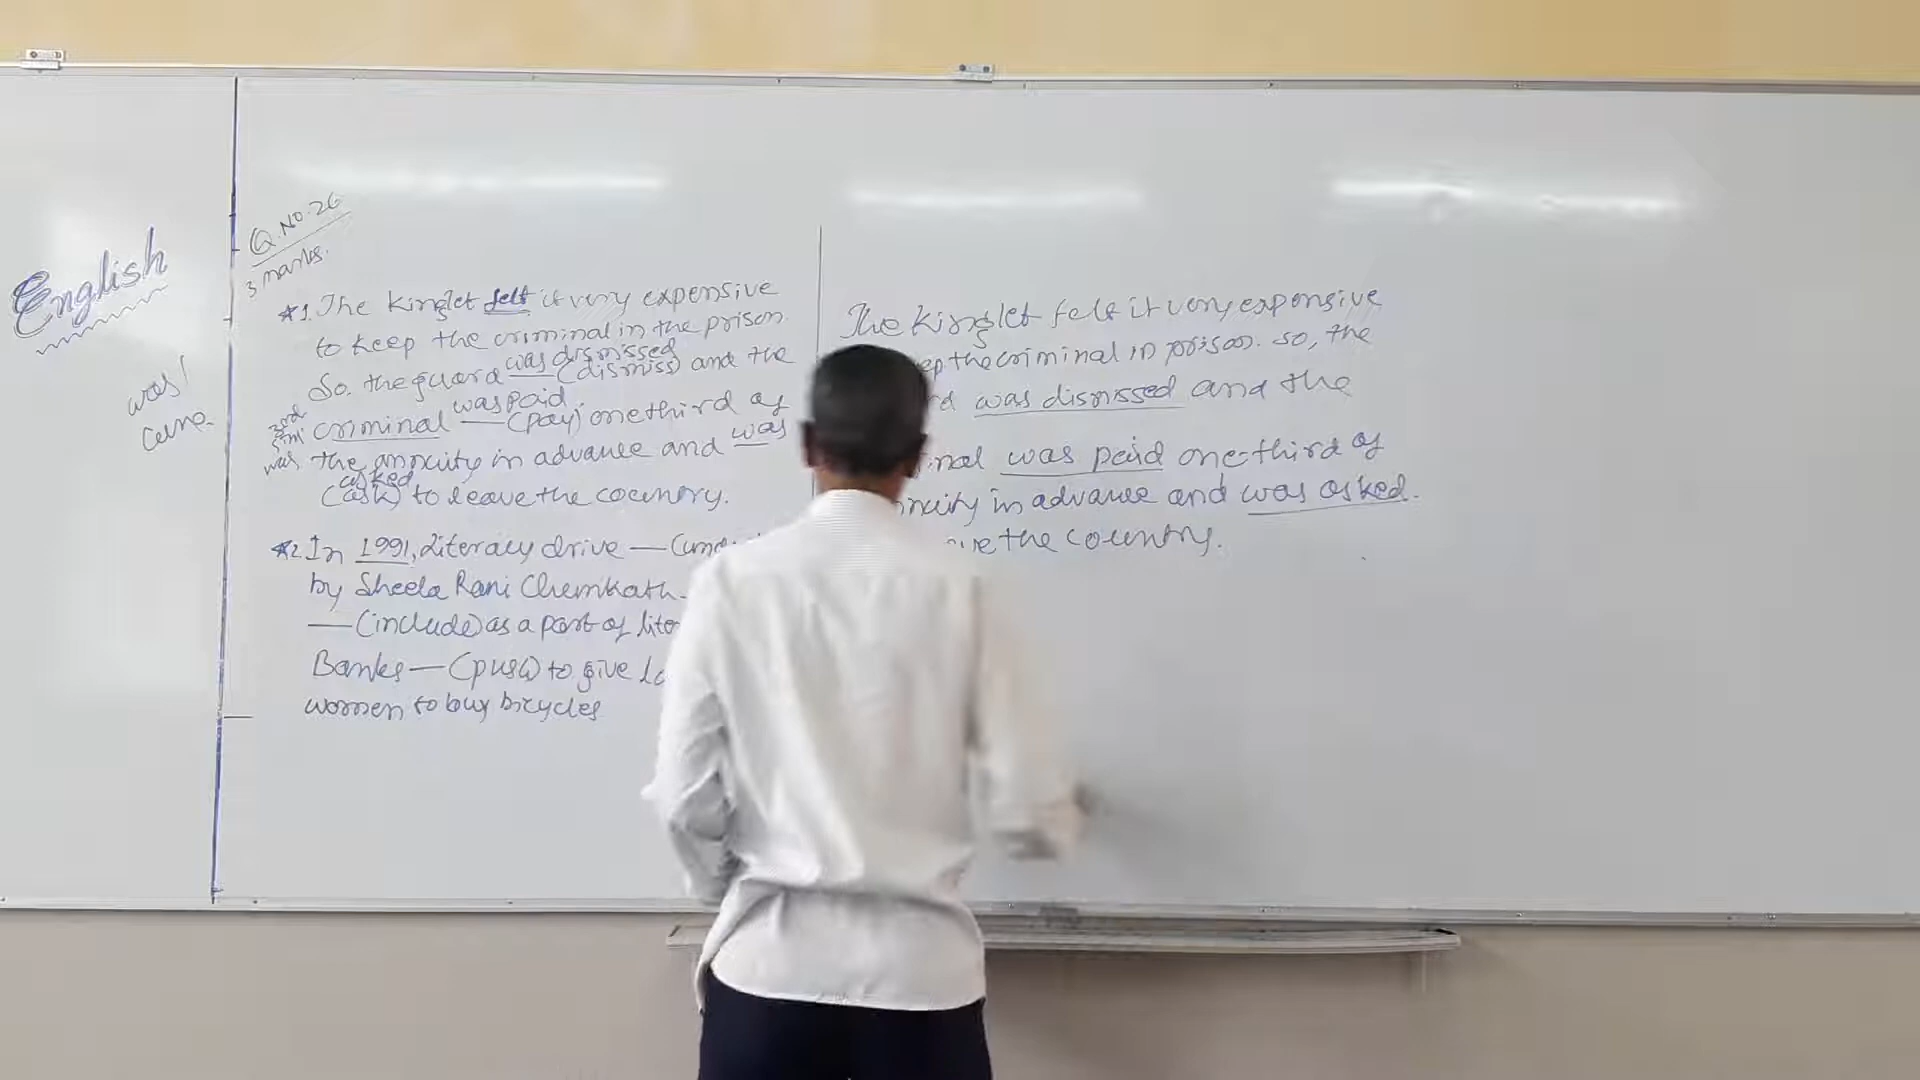 English
was/
Q.NO.26
3 marks.
*1. The Kinglet felt it very expensive
to keep the criminal in the prison.
was dismissed
So. the guard — (dismiss) and the
was paid.
criminal — (pay) one third of
3rd
was
the annuity in advance and was
asked
(ask) to leave the country.
*2. In 1991, Literacy drive —
by Sheela Rani Chunkath.
— (include) as a part of
Banks — (push) to give
women to buy bicycles
The Kinglet felt it very expensive
the criminal in prison. so, the
was dismissed and the
was paid one-third of
in advance and was asked.
the country.